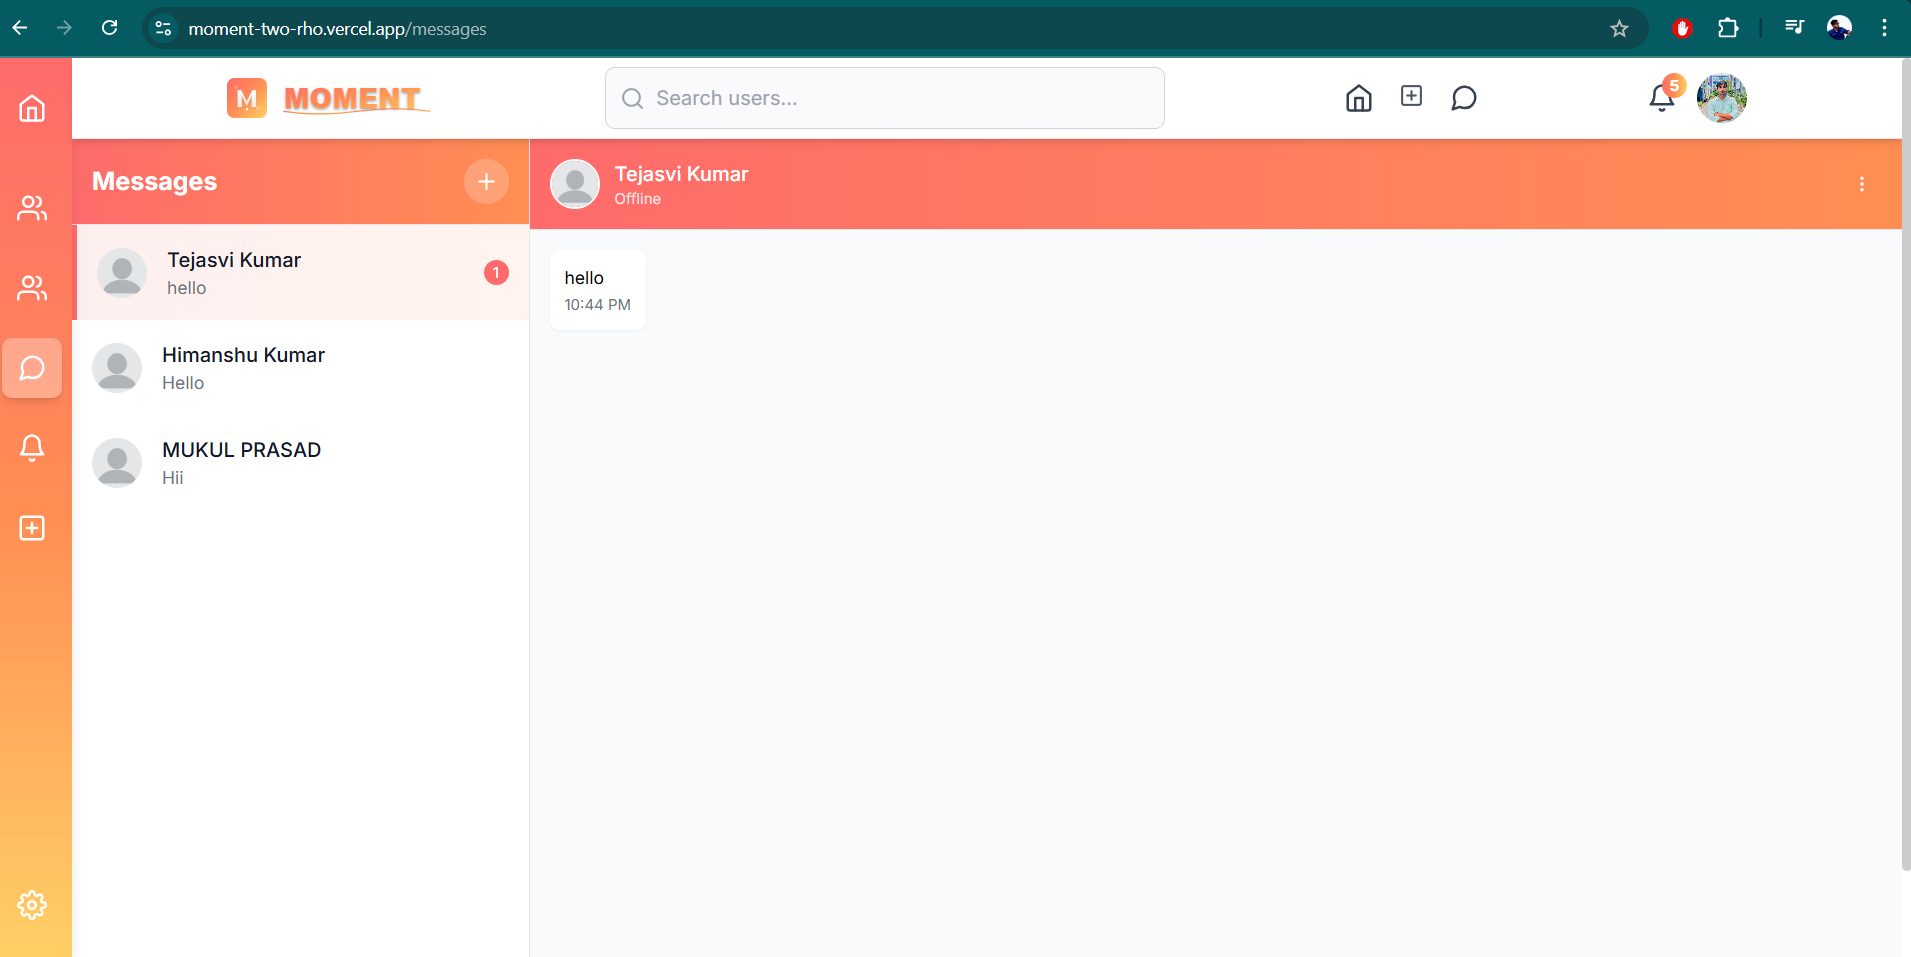 moment-two-rho.vercel.app/messages
M MOMENT
Search users...
5
Messages
Tejasvi Kumar
hello
1
Himanshu Kumar
Hello
MUKUL PRASAD
Hii
Tejasvi Kumar
Offline
hello
10:44 PM